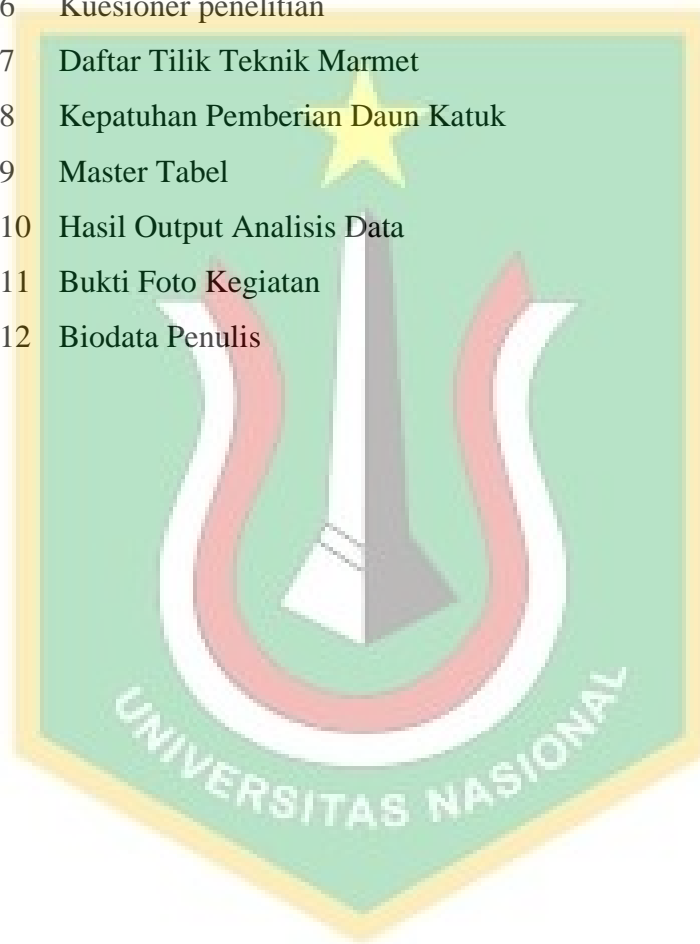 6 Kuesioner penelitian
7 Daftar Tilik Teknik Marmet
8 Kepatuhan Pemberian Daun Katuk
9 Master Tabel
10 Hasil Output Analisis Data
11 Bukti Foto Kegiatan
12 Biodata Penulis
UNIVERSITAS NASIONAL